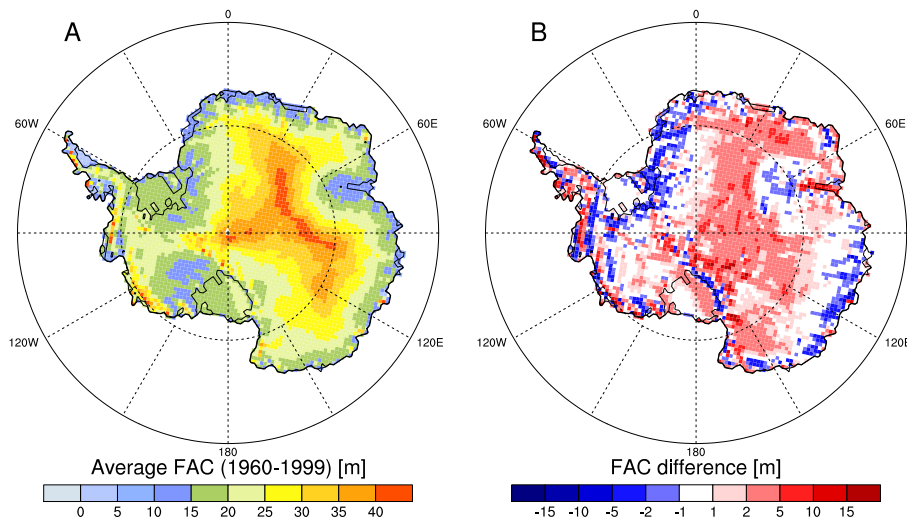 A
B
0
0
60W
60E
60W
60E
120W
120E
120W
120E
180
180
Average FAC (1960-1999) [m]
FAC difference [m]
0 5 10 15 20 25 30 35 40
-15 -10 -5 -2 -1 1 2 5 10 15